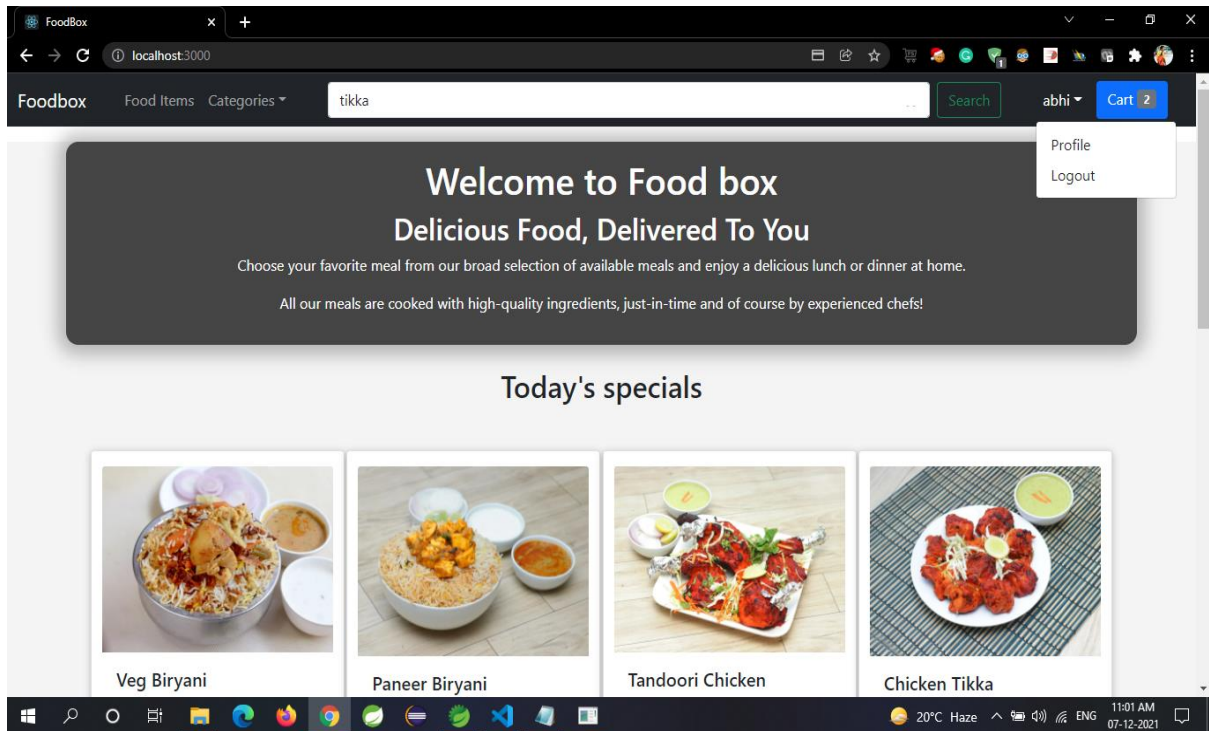 FoodBox
localhost:3000
1
Foodbox Food Items Categories tikka Search abhi Cart 2
Profile
Logout
Welcome to Food box
Delicious Food, Delivered To You
Choose your favorite meal from our broad selection of available meals and enjoy a delicious lunch or dinner at home.
All our meals are cooked with high-quality ingredients, just-in-time and of course by experienced chefs!
Today's specials
Veg Biryani
Paneer Biryani
Tandoori Chicken
Chicken Tikka
20°C Haze ENG
11:01 AM
07-12-2021